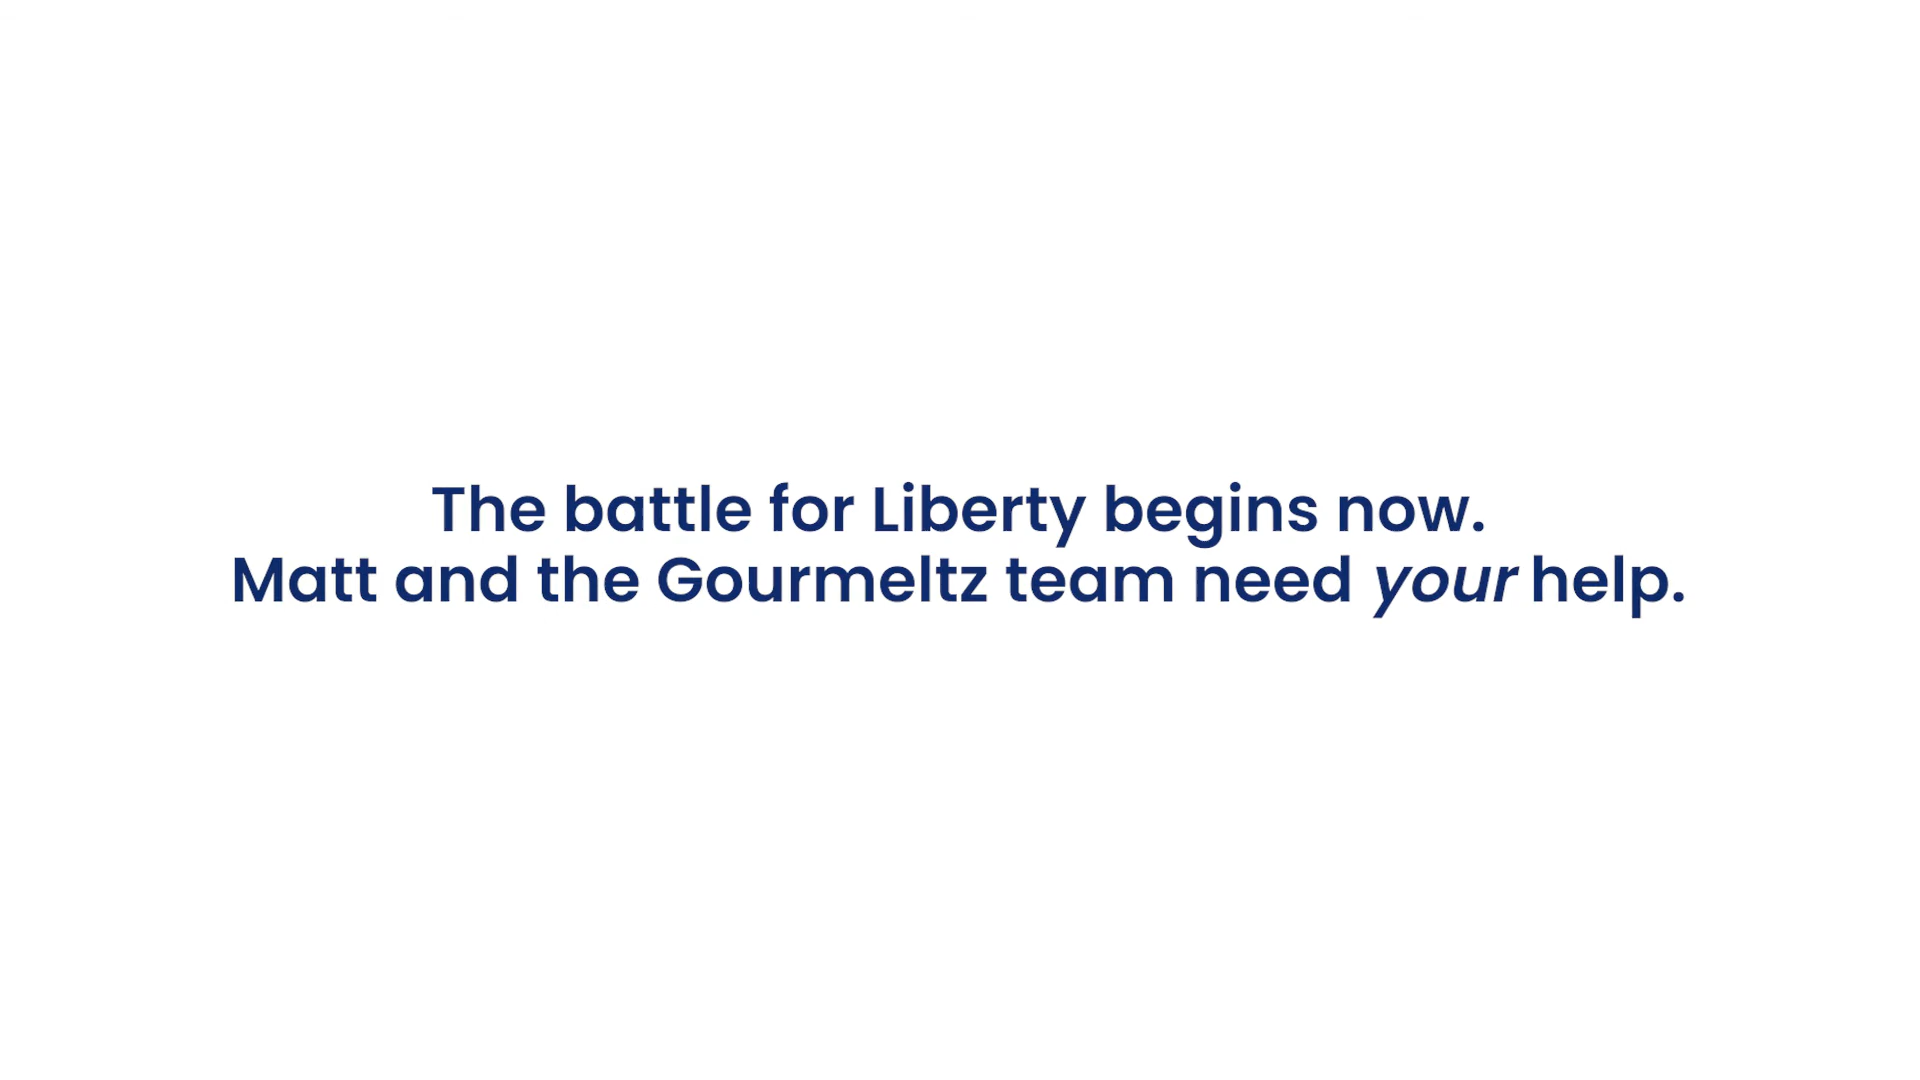 The battle for Liberty begins now.
Matt and the Gourmeltz team need your help.